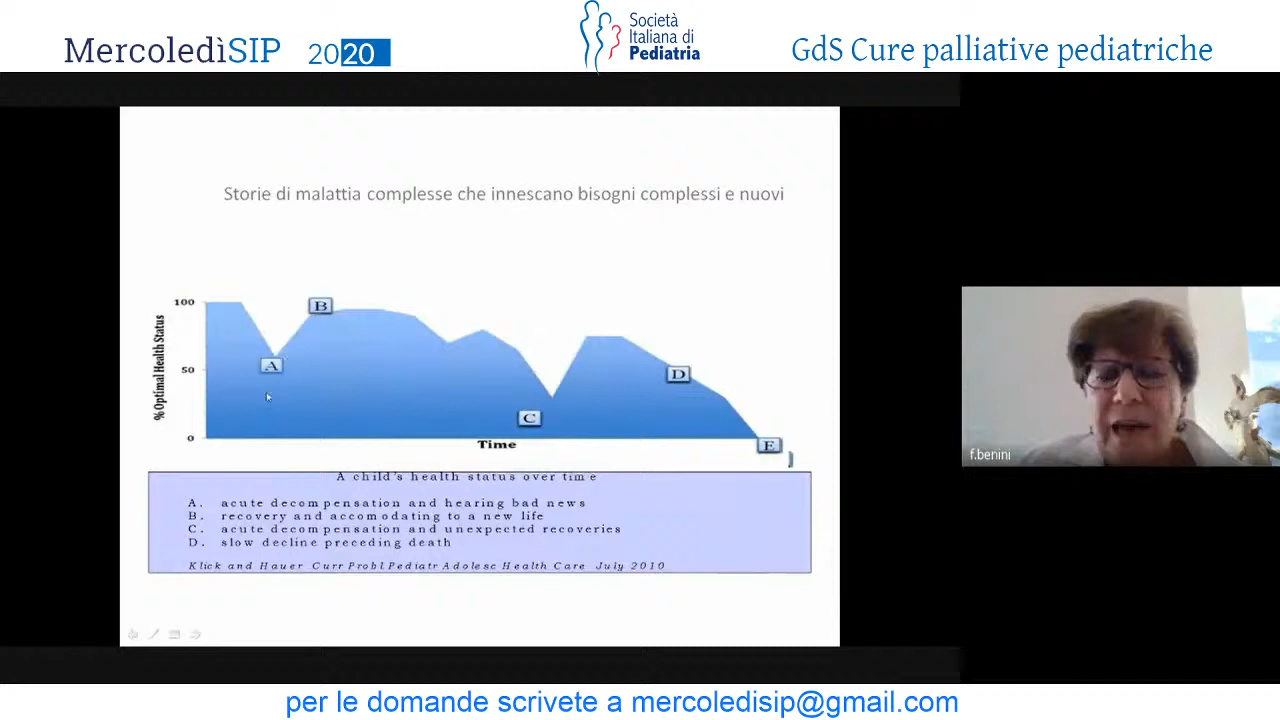 MercoledìSIP 2020
Società
Italiana di
Pediatria
GdS Cure palliative pediatriche
Storie di malattia complesse che innescano bisogni complessi e nuovi
% Optimal Health Status
100
50
0
A
B
C
D
E
Time
A child's health status over time
A. acute decompensation and hearing bad news
B. recovery and accomodating to a new life
C. acute decompensation and unexpected recoveries
D. slow decline preceding death
Klick and Hauer Curr Probl Pediatr Adolesc Health Care July 2010
f.benini
per le domande scrivete a mercoledisip@gmail.com